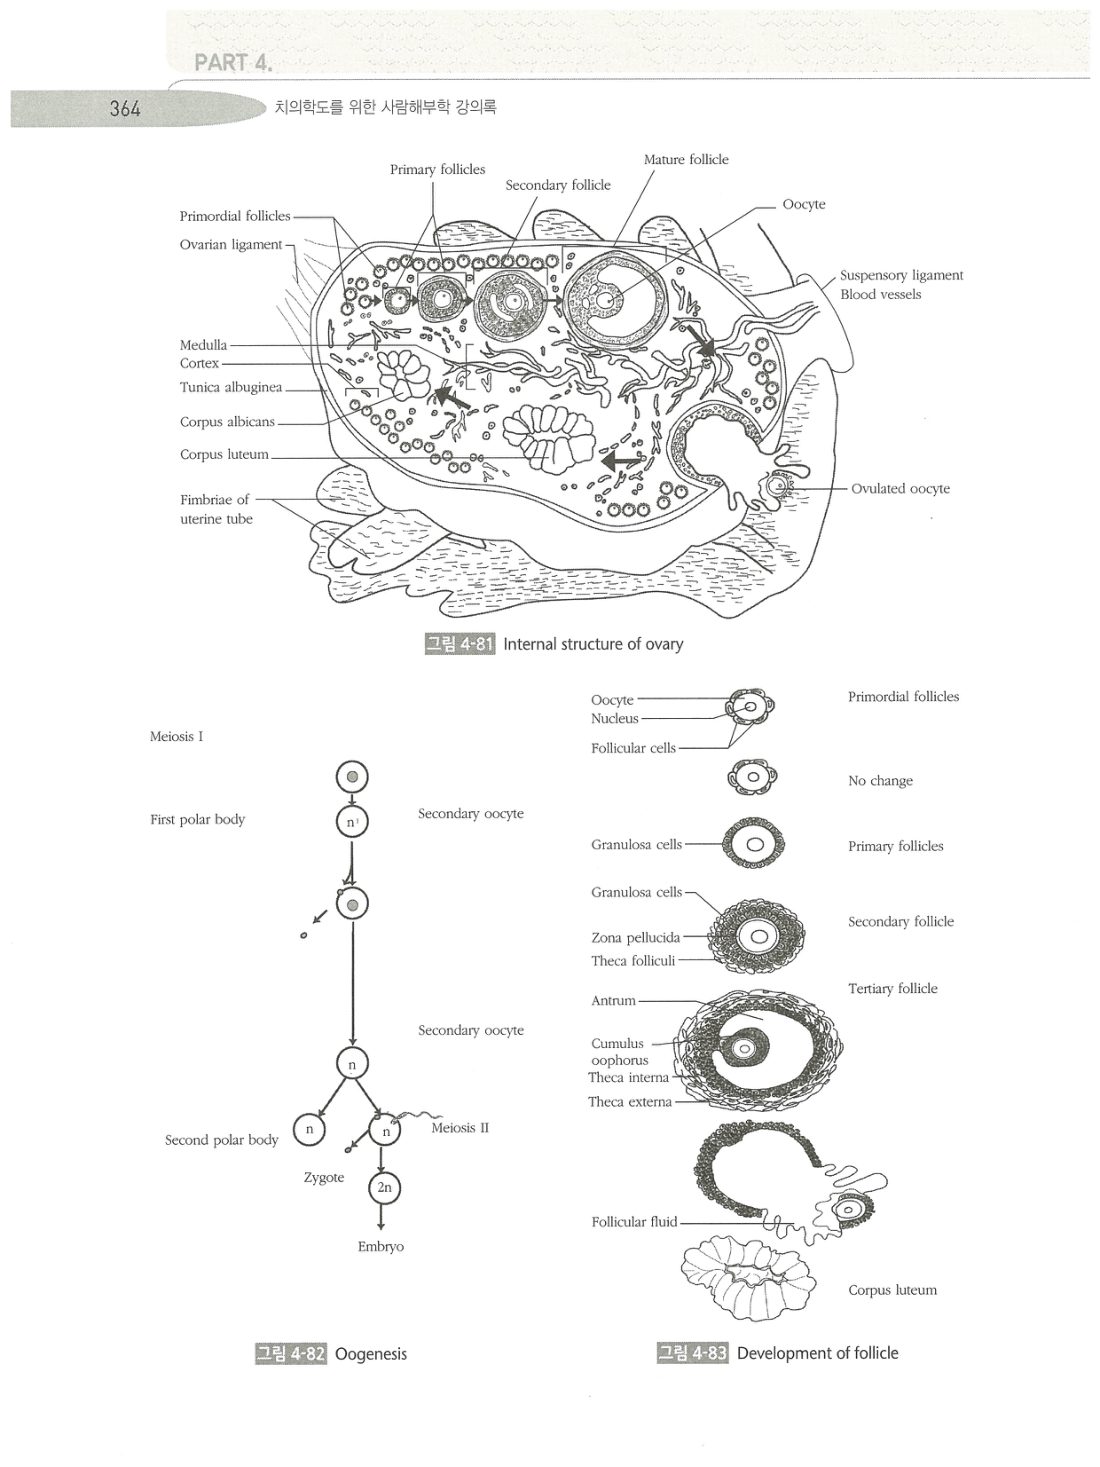 PART 4.
364
치의학도를 위한 사람해부학 강의록
Primary follicles
Mature follicle
Secondary follicle
Oocyte
Primordial follicles
Ovarian ligament
Suspensory ligament
Blood vessels
Medulla
Cortex
Tunica albuginea
Corpus albicans
Corpus luteum
Ovulated oocyte
Fimbriae of
uterine tube
그림 4-81 Internal structure of ovary
Meiosis I
First polar body
Secondary oocyte
n
Secondary oocyte
n
n
n
Second polar body
Meiosis II
Zygote
2n
Embryo
그림 4-82 Oogenesis
Oocyte
Nucleus
Follicular cells
Primordial follicles
No change
Granulosa cells
Primary follicles
Granulosa cells
Zona pellucida
Theca folliculi
Secondary follicle
Tertiary follicle
Antrum
Cumulus
oophorus
Theca interna
Theca externa
Follicular fluid
Corpus luteum
그림 4-83 Development of follicle